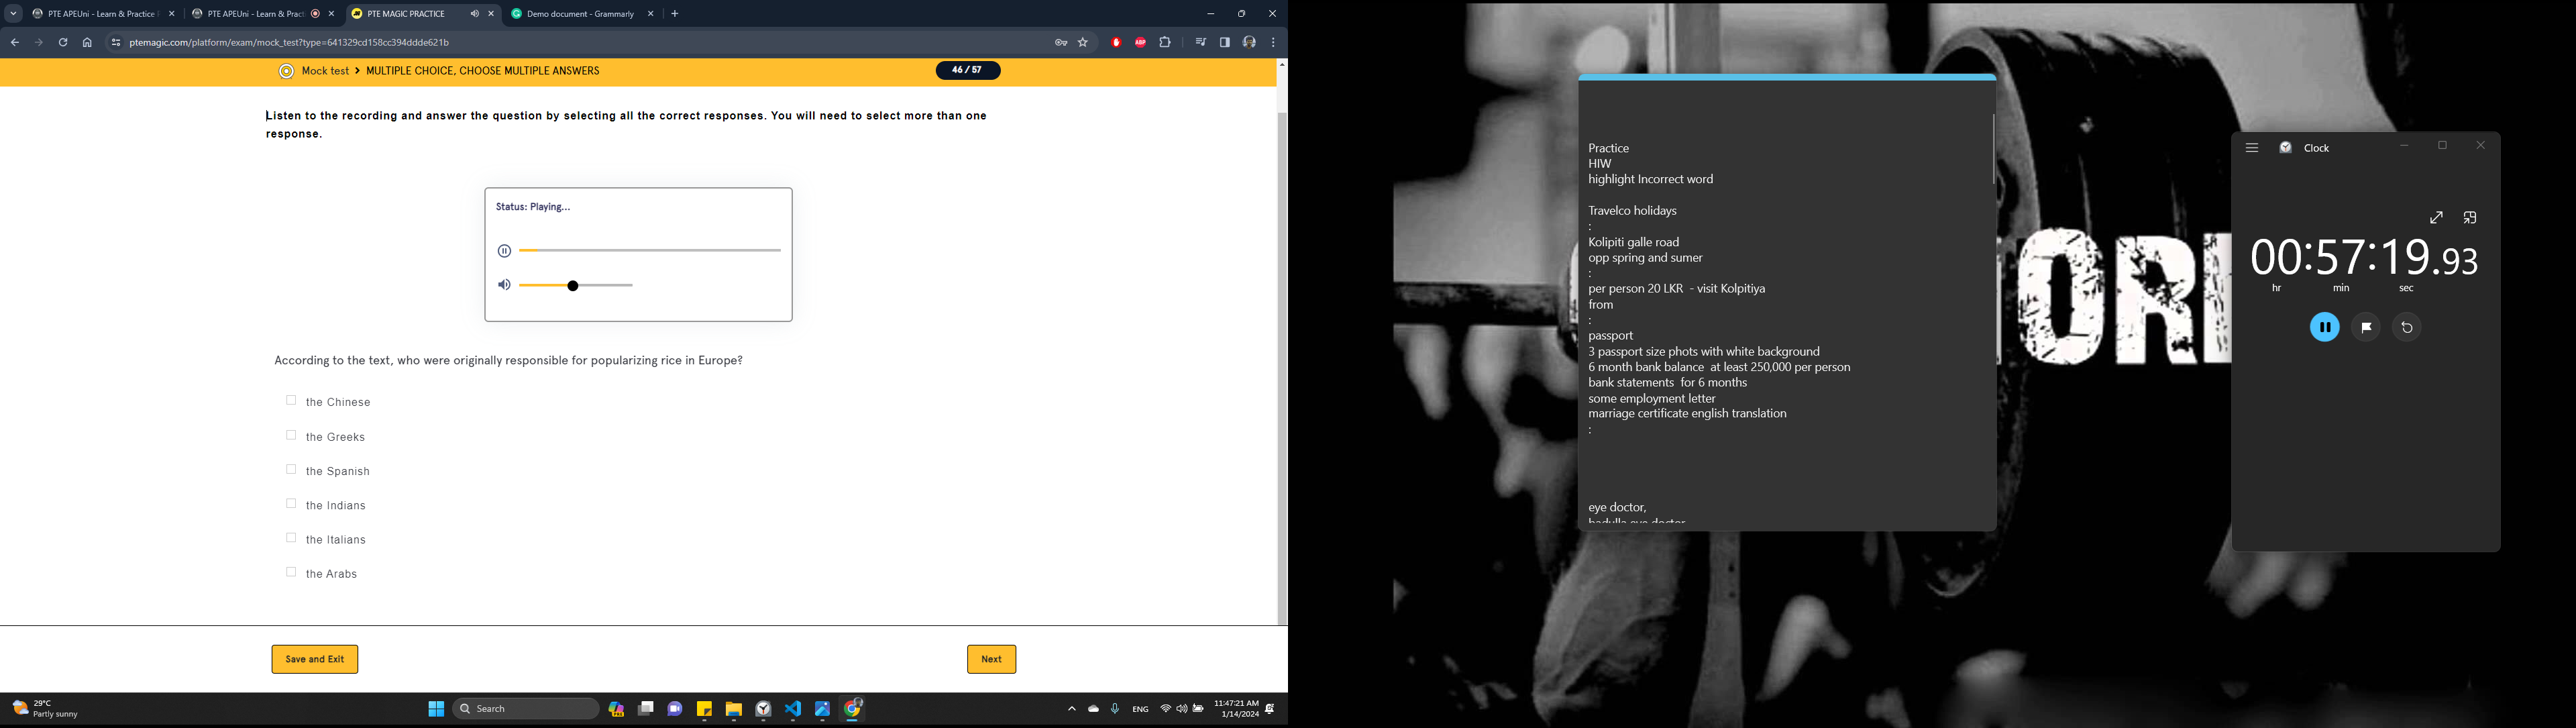 PTE APEUni - Learn & Practice
PTE APEUni - Learn & Pract
PTE MAGIC PRACTICE
Demo document - Grammarly
ptemagic.com/platform/exam/mock_test?type=641329cd158cc394ddde621b
Mock test > MULTIPLE CHOICE, CHOOSE MULTIPLE ANSWERS
46 / 57
Listen to the recording and answer the question by selecting all the correct responses. You will need to select more than one
response.
Status: Playing...
According to the text, who were originally responsible for popularizing rice in Europe?
the Chinese
the Greeks
the Spanish
the Indians
the Italians
the Arabs
Save and Exit
Next
29°C
Partly sunny
Search
ENG
11:47:21 AM
1/14/2024
Practice
HIW
highlight Incorrect word
Travelco holidays
:
Kolipiti galle road
opp spring and sumer
:
per person 20 LKR - visit Kolpitiya
from
:
passport
3 passport size phots with white background
6 month bank balance at least 250,000 per person
bank statements for 6 months
some employment letter
marriage certificate english translation
:
eye doctor,
badulla eye doctor
Clock
00:57:19.93
hr min sec